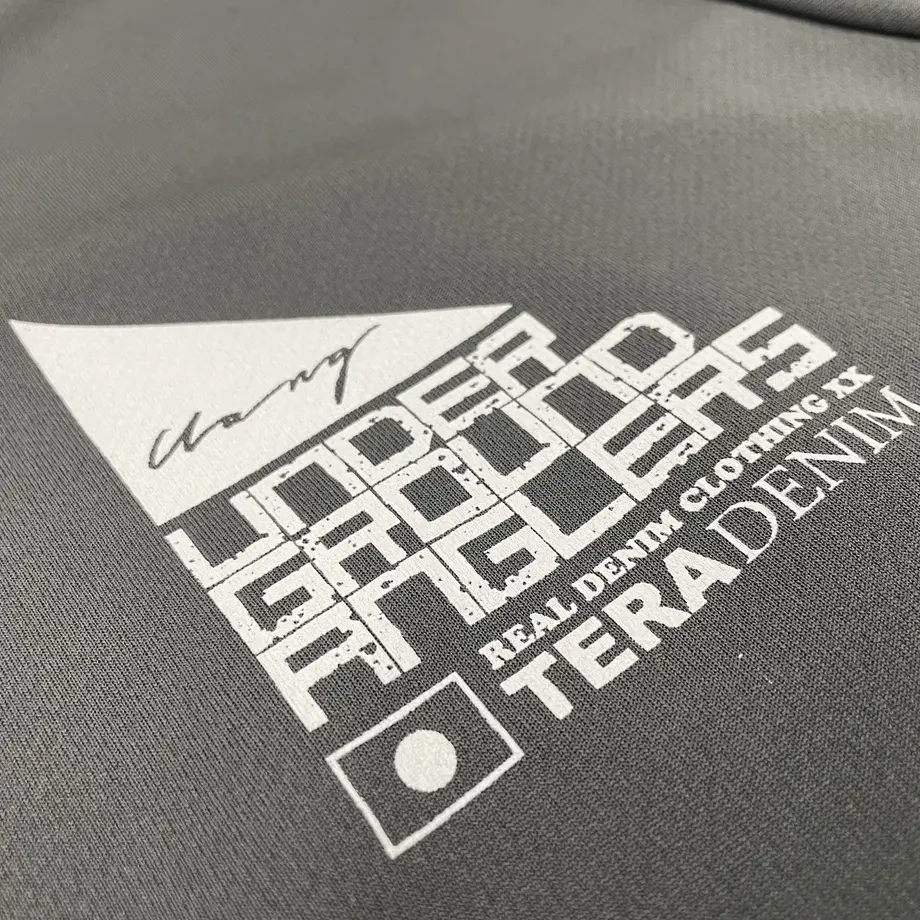 UNDER
GROUND
ANGLERS
REAL DENIM CLOTHING XX
TERADENIM